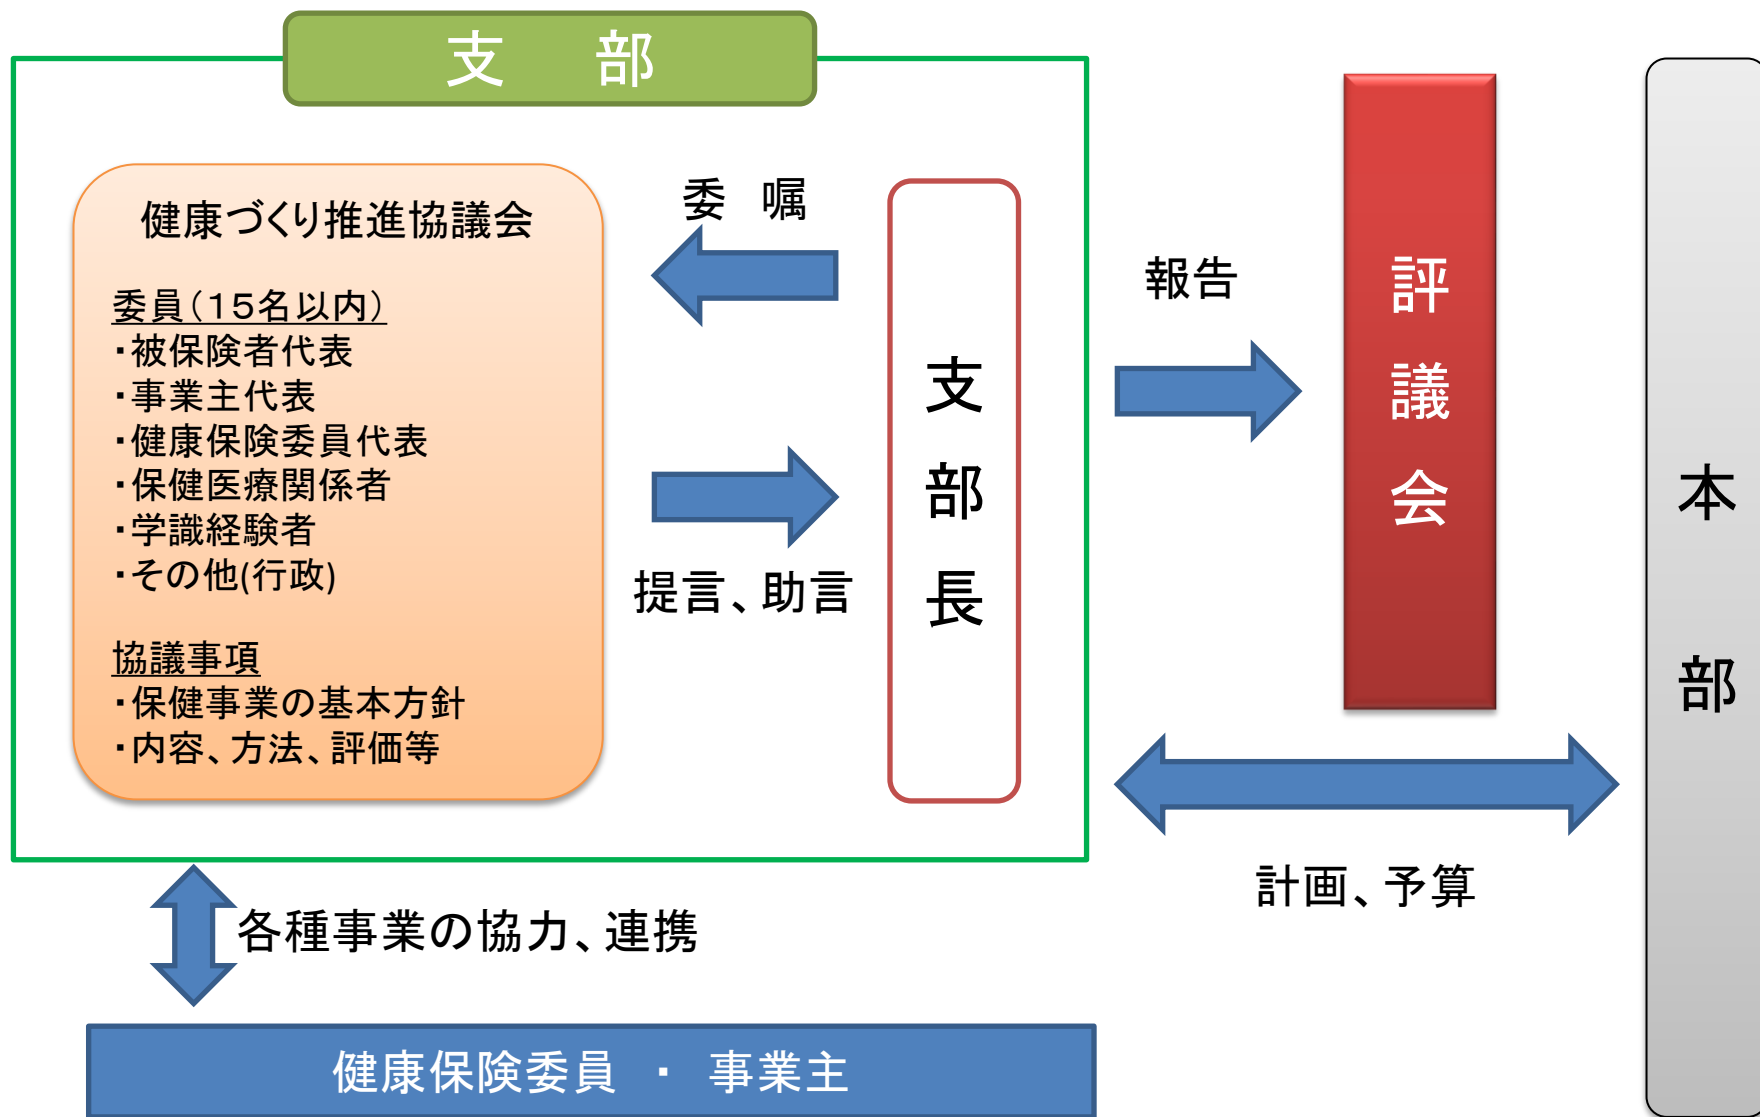 支　　部
健康づくり推進協議会
委員（１５名以内）
・被保険者代表
・事業主代表
・健康保険委員代表
・保健医療関係者
・学識経験者
・その他(行政)
協議事項
・保健事業の基本方針
・内容、方法、評価等
委　嘱
提言、助言
支部長
報告
評議会
本部
計画、予算
各種事業の協力、連携
健康保険委員　・　事業主